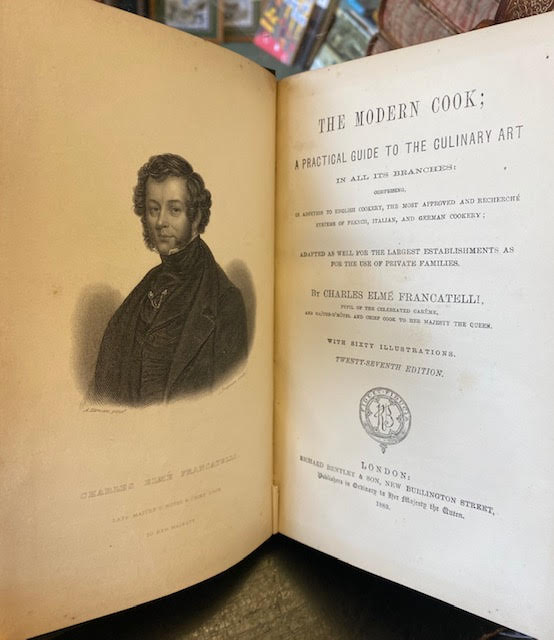 CHARLES ELMÉ FRANCATELLI
LATE MAITRE D' HOTEL & CHIEF COOK
TO HER MAJESTY
THE MODERN COOK;
A PRACTICAL GUIDE TO THE CULINARY ART
IN ALL ITS BRANCHES:
COMPRISING,
IN ADDITION TO ENGLISH COOKERY, THE MOST APPROVED AND RECHERCHÉ
SYSTEMS OF FRENCH, ITALIAN, AND GERMAN COOKERY;
ADAPTED AS WELL FOR THE LARGEST ESTABLISHMENTS AS
FOR THE USE OF PRIVATE FAMILIES.
BY CHARLES ELMÉ FRANCATELLI,
PUPIL OF THE CELEBRATED CARÊME,
AND MAÎTRE-D'HÔTEL AND CHIEF COOK TO HER MAJESTY THE QUEEN.
WITH SIXTY ILLUSTRATIONS.
TWENTY-SEVENTH EDITION.
LONDON:
RICHARD BENTLEY & SON, NEW BURLINGTON STREET,
Publishers in Ordinary to Her Majesty the Queen.